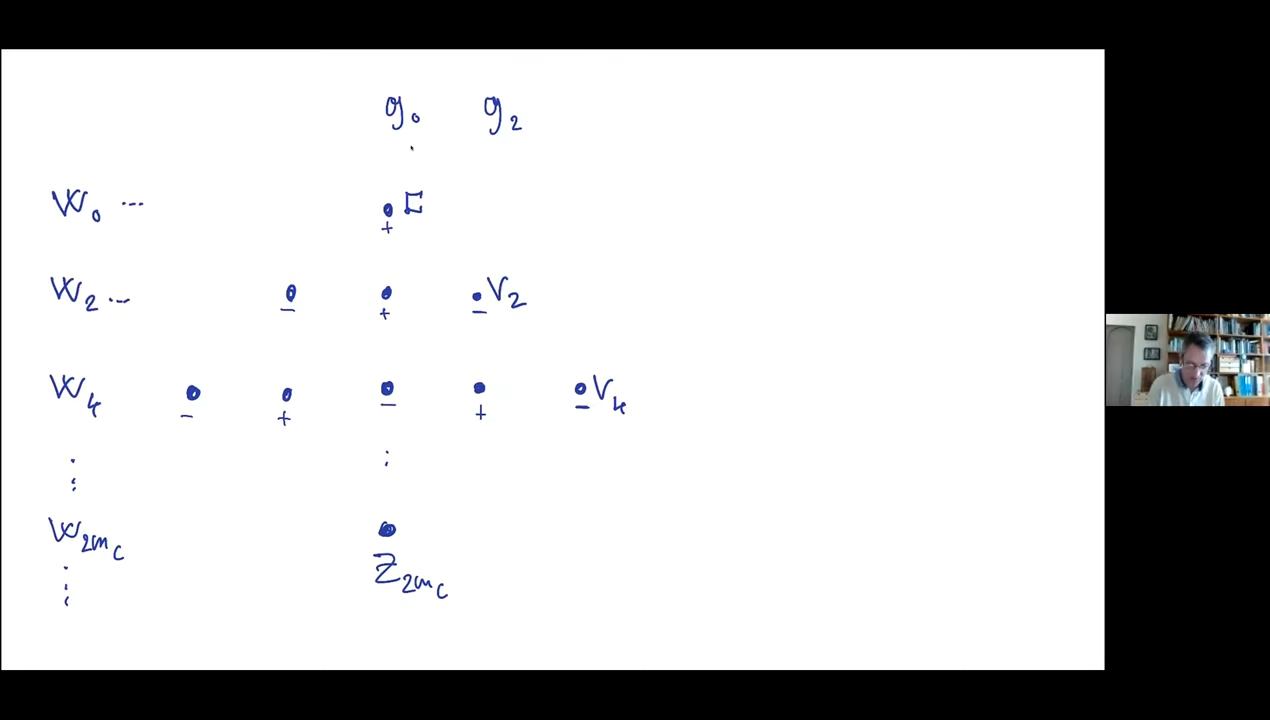 g₀ g₂
W₀ ... + 
W₂ ... − + − V₂
W₄ − + − + − V₄
⋮
W₂ₘ_c
Z₂ₘ_c
⋮